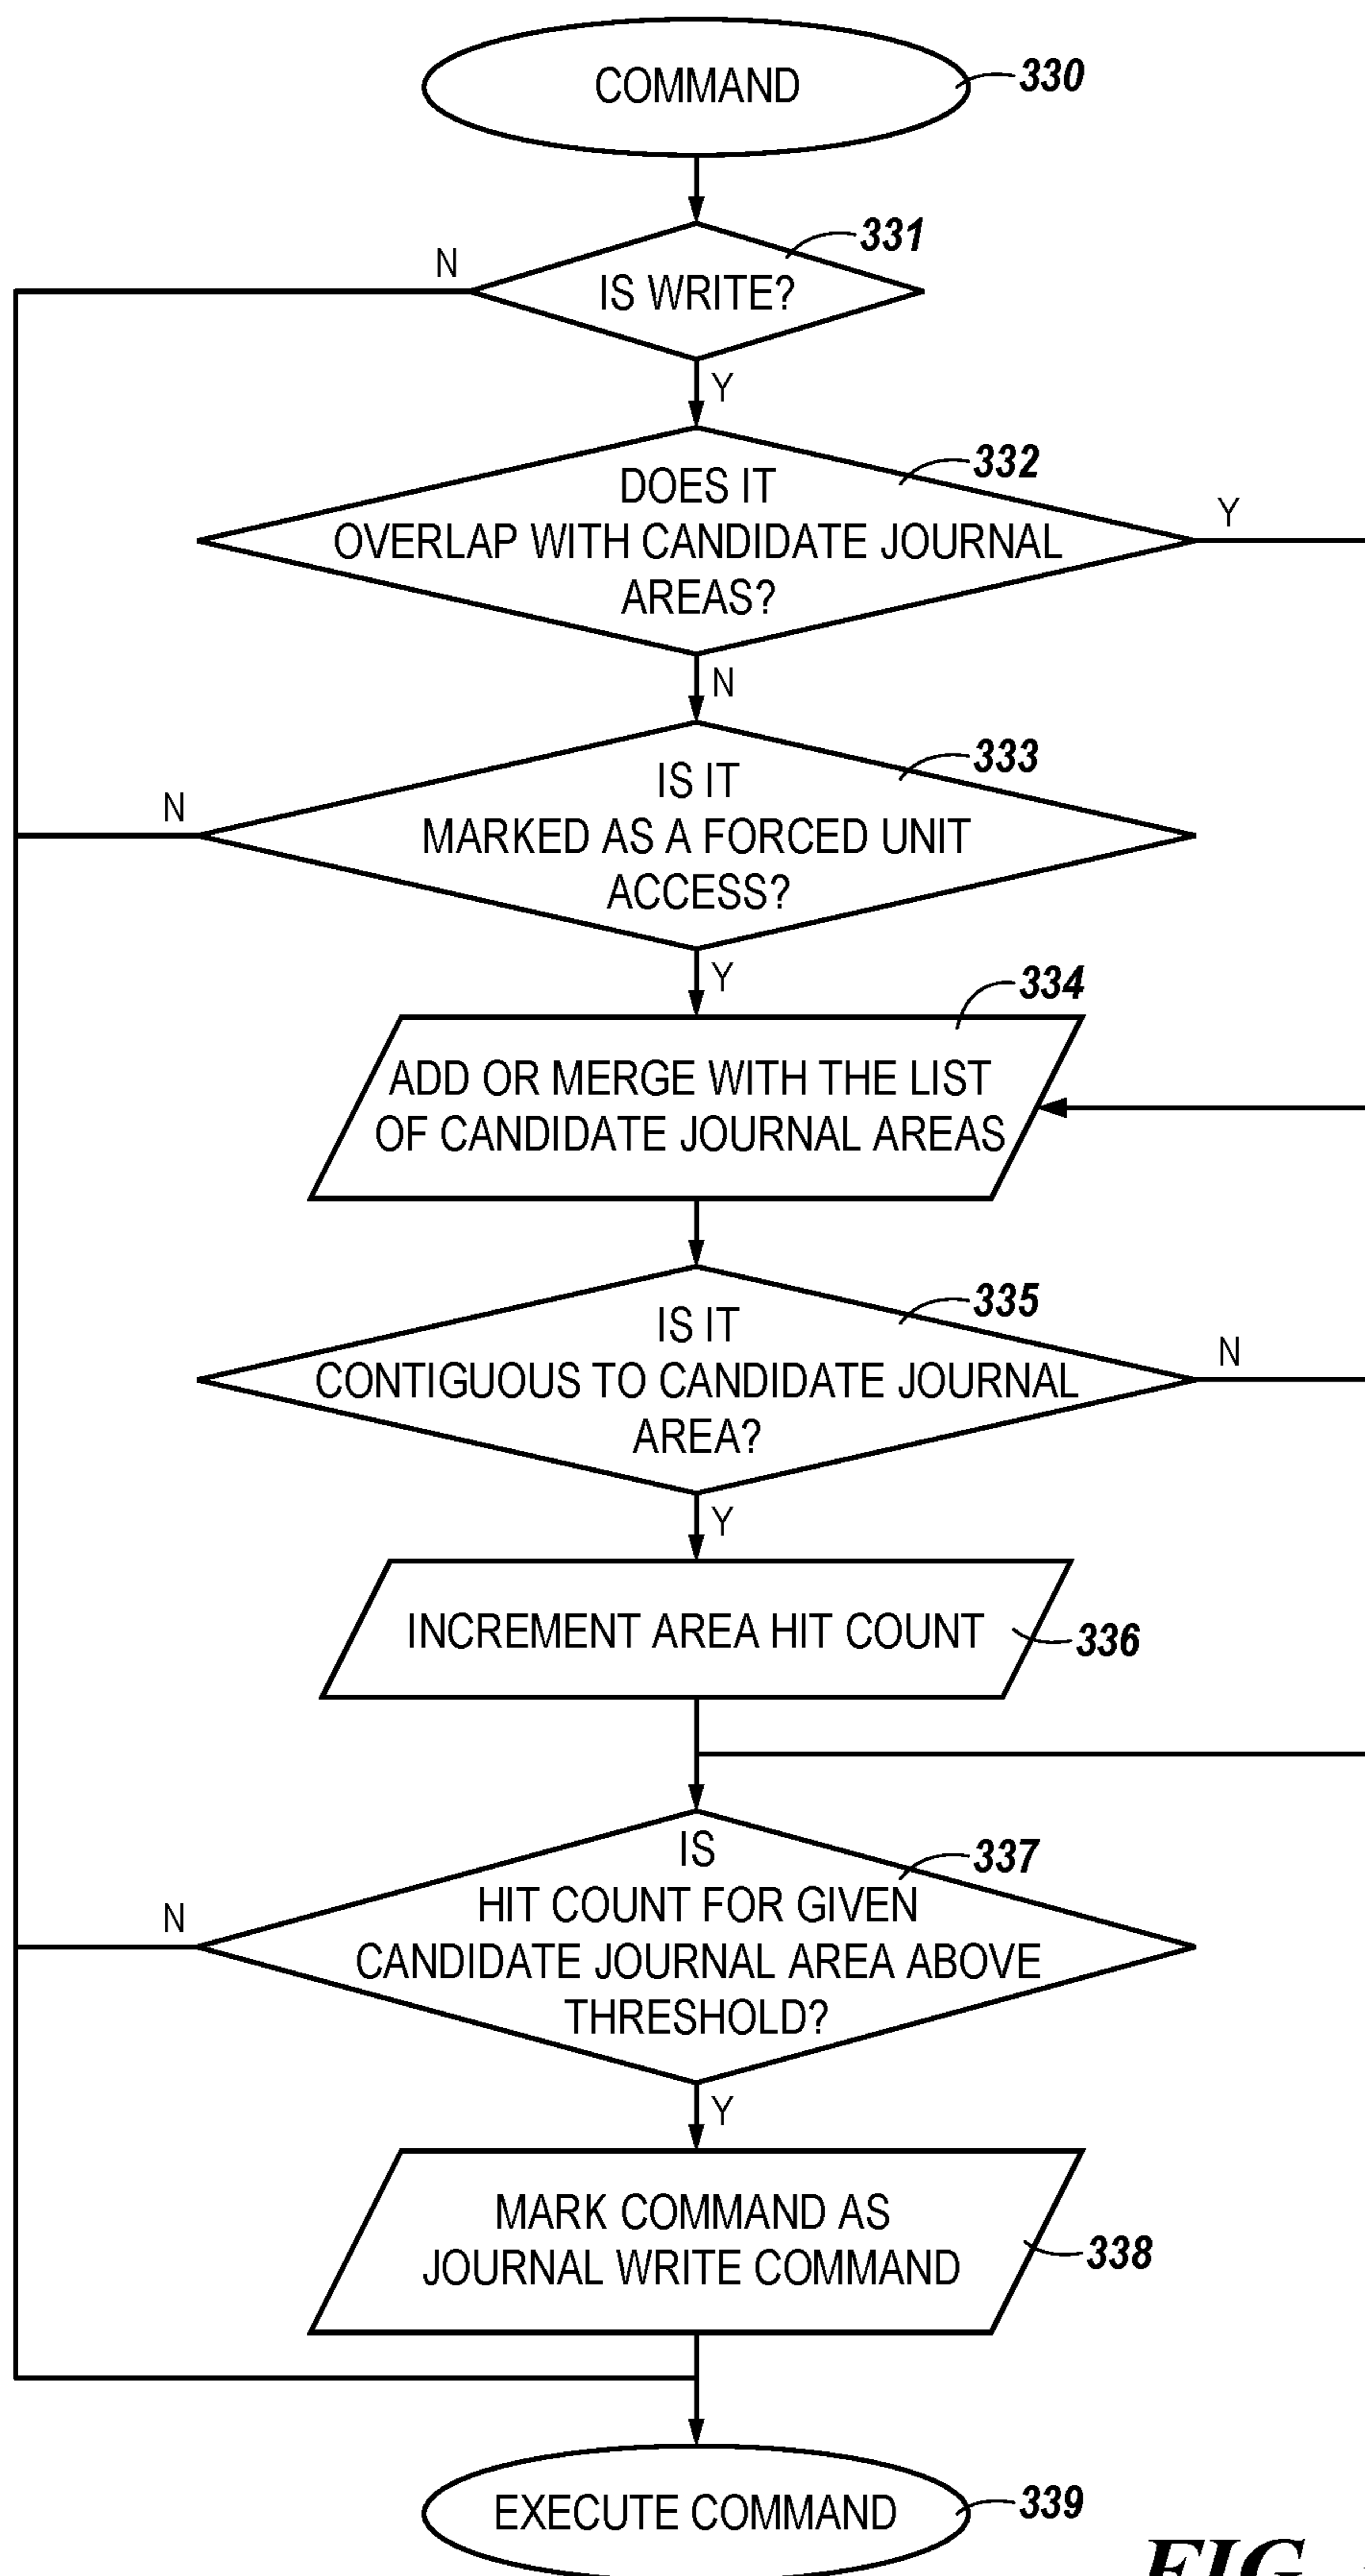 COMMAND
330
331
N
IS WRITE?
Y
332
DOES IT
OVERLAP WITH CANDIDATE JOURNAL
AREAS?
Y
N
333
IS IT
MARKED AS A FORCED UNIT
ACCESS?
N
Y
334
ADD OR MERGE WITH THE LIST
OF CANDIDATE JOURNAL AREAS
335
IS IT
CONTIGUOUS TO CANDIDATE JOURNAL
AREA?
N
Y
INCREMENT AREA HIT COUNT
336
IS
337
HIT COUNT FOR GIVEN
CANDIDATE JOURNAL AREA ABOVE
THRESHOLD?
N
Y
MARK COMMAND AS
JOURNAL WRITE COMMAND
338
EXECUTE COMMAND
339
FIG.